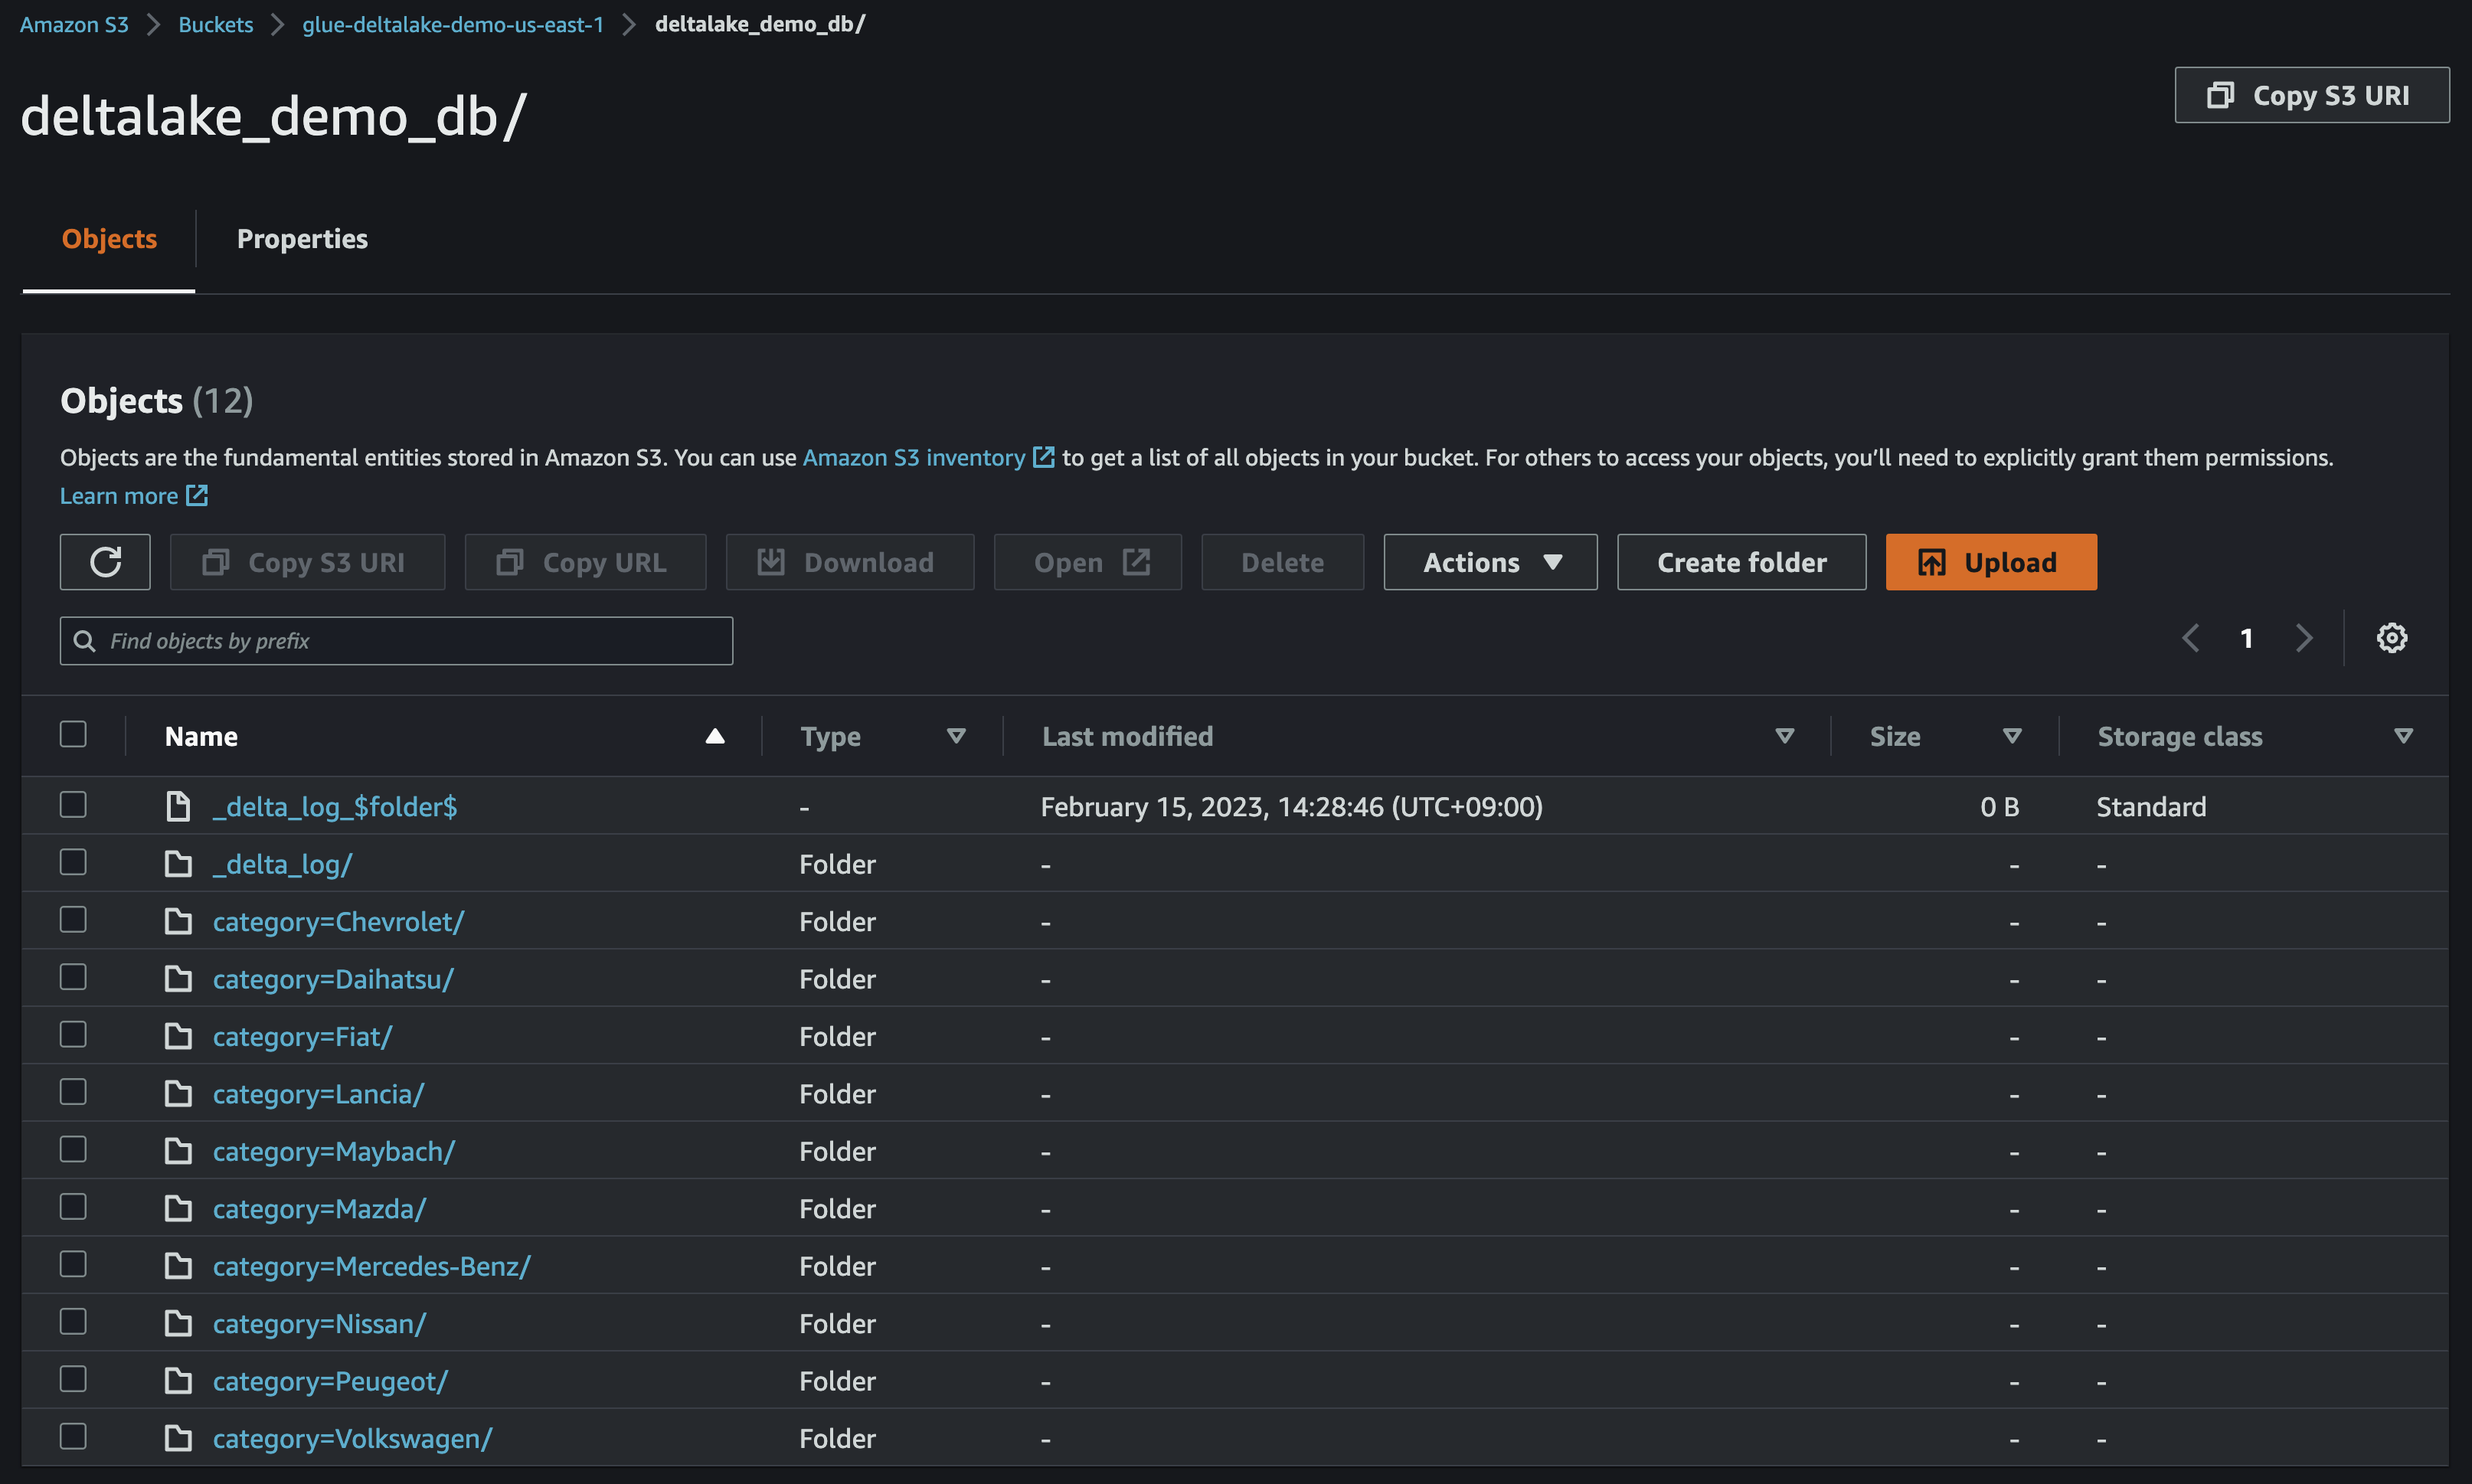 Amazon S3 > Buckets > glue-deltalake-demo-us-east-1 > deltalake_demo_db/
deltalake_demo_db/
Copy S3 URI
Objects Properties
Objects (12)
Objects are the fundamental entities stored in Amazon S3. You can use Amazon S3 inventory to get a list of all objects in your bucket. For others to access your objects, you’ll need to explicitly grant them permissions.
Learn more
Copy S3 URI Copy URL Download Open Delete Actions Create folder Upload
Find objects by prefix 1
Name Type Last modified Size Storage class
_delta_log_$folder$ - February 15, 2023, 14:28:46 (UTC+09:00) 0 B Standard
_delta_log/ Folder - - -
category=Chevrolet/ Folder - - -
category=Daihatsu/ Folder - - -
category=Fiat/ Folder - - -
category=Lancia/ Folder - - -
category=Maybach/ Folder - - -
category=Mazda/ Folder - - -
category=Mercedes-Benz/ Folder - - -
category=Nissan/ Folder - - -
category=Peugeot/ Folder - - -
category=Volkswagen/ Folder - - -